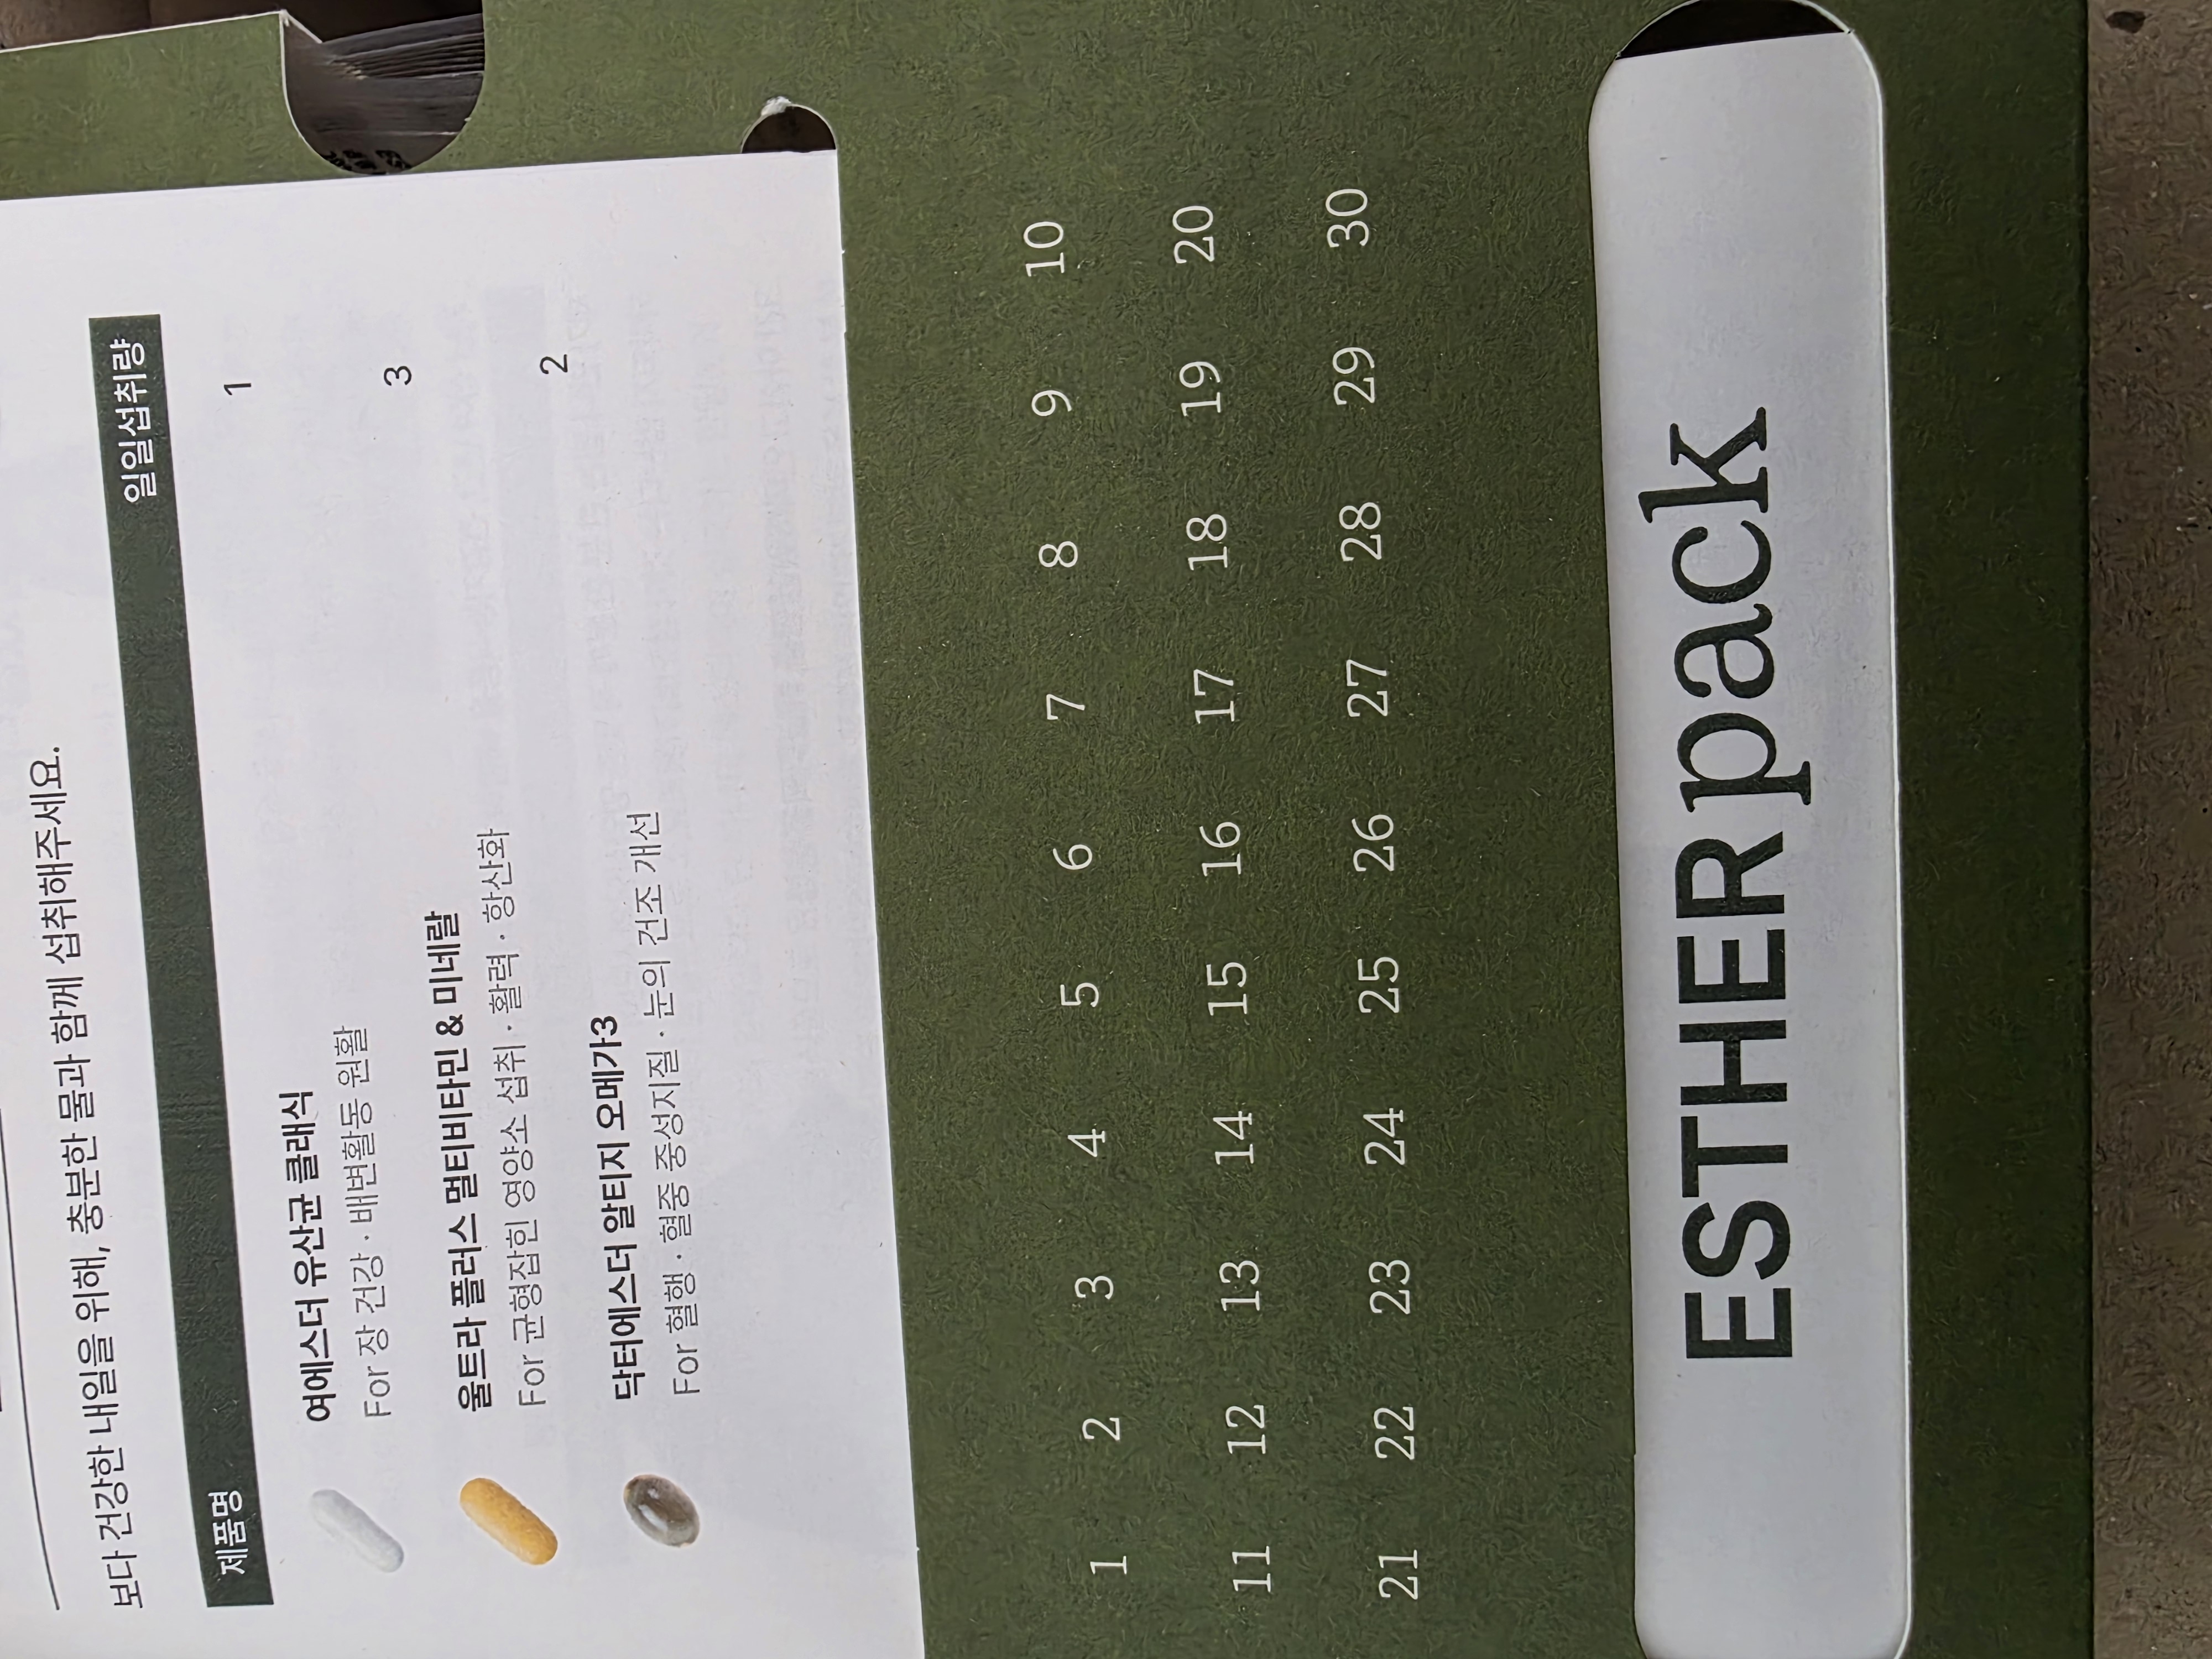 보다 건강한 내일을 위해, 충분한 물과 함께 섭취해주세요.
제품명 일일섭취량
여에스더 유산균 클래식 1
For 장 건강 · 배변활동 원활
울트라 플러스 멀티비타민 & 미네랄 3
For 균형잡힌 영양소 섭취 · 활력 · 항산화
닥터에스더 알티지 오메가3 2
For 혈행 · 혈중 중성지질 · 눈의 건조 개선
1 2 3 4 5 6 7 8 9 10
11 12 13 14 15 16 17 18 19 20
21 22 23 24 25 26 27 28 29 30
ESTHER pack